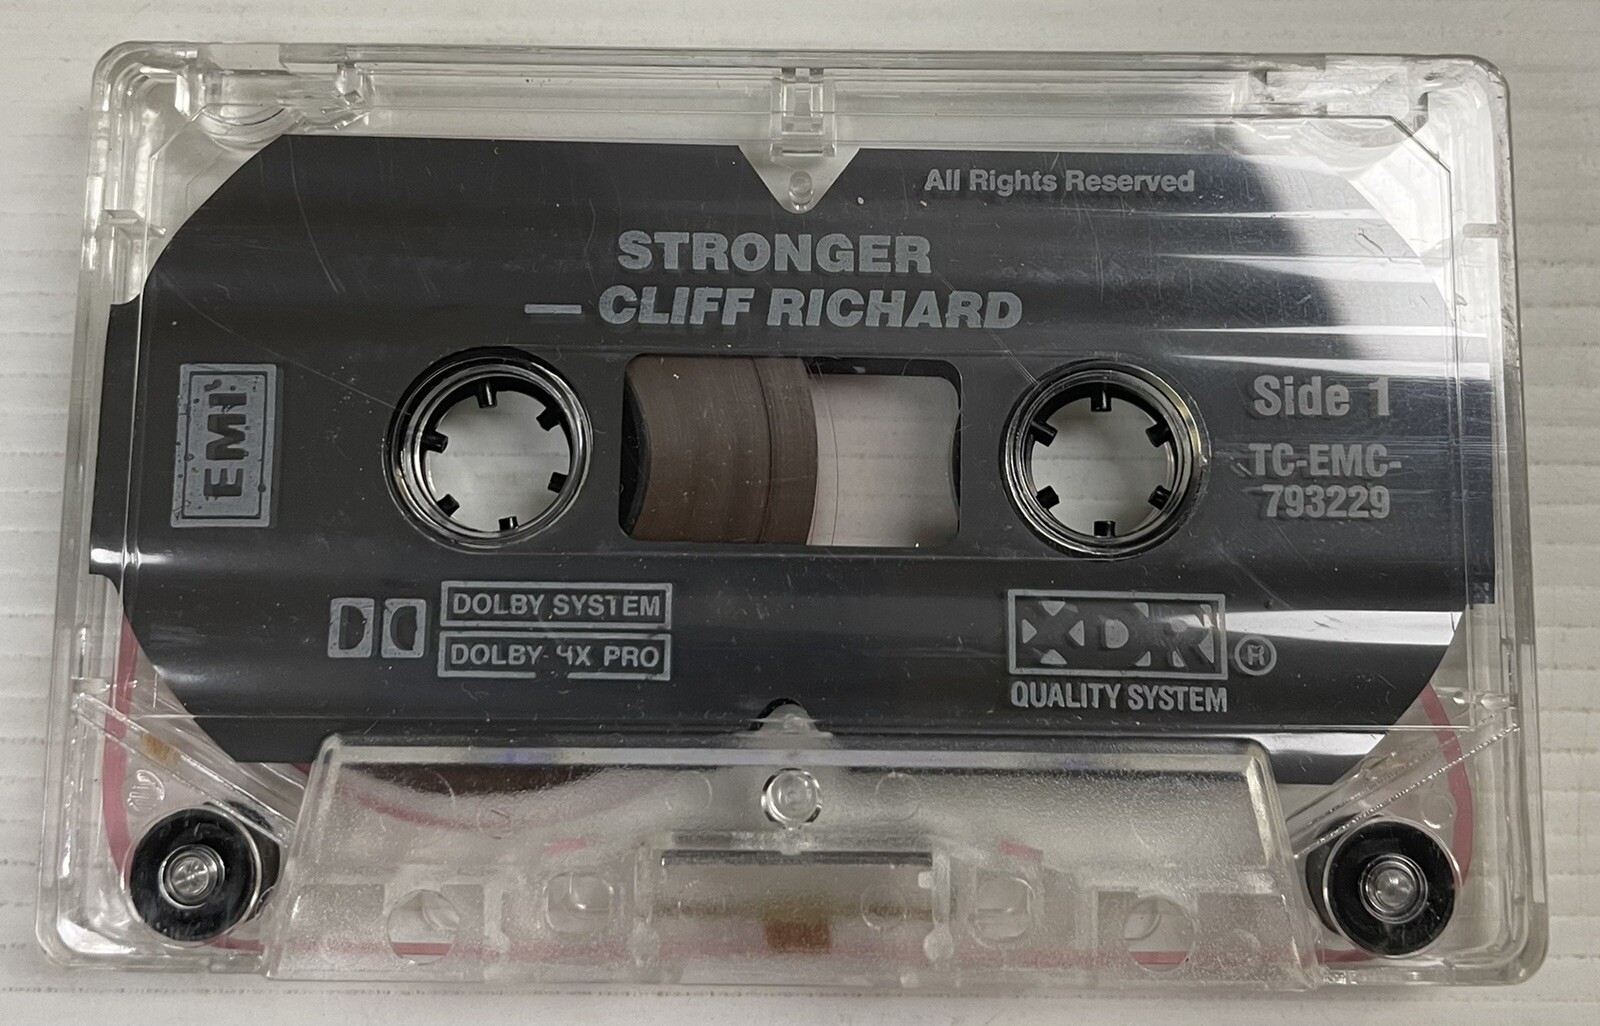 All Rights Reserved
STRONGER
— CLIFF RICHARD
EMI
Side 1
TC-EMC-
793229
DOLBY SYSTEM
DOLBY HX PRO
XDR ®
QUALITY SYSTEM